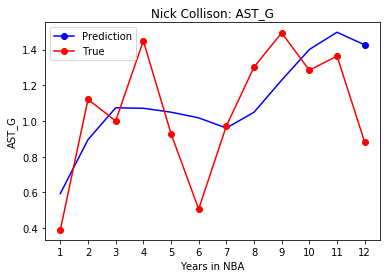 Nick Collison: AST_G
Prediction
True
AST_G
1.4
1.2
1.0
0.8
0.6
0.4
1 2 3 4 5 6 7 8 9 10 11 12
Years in NBA